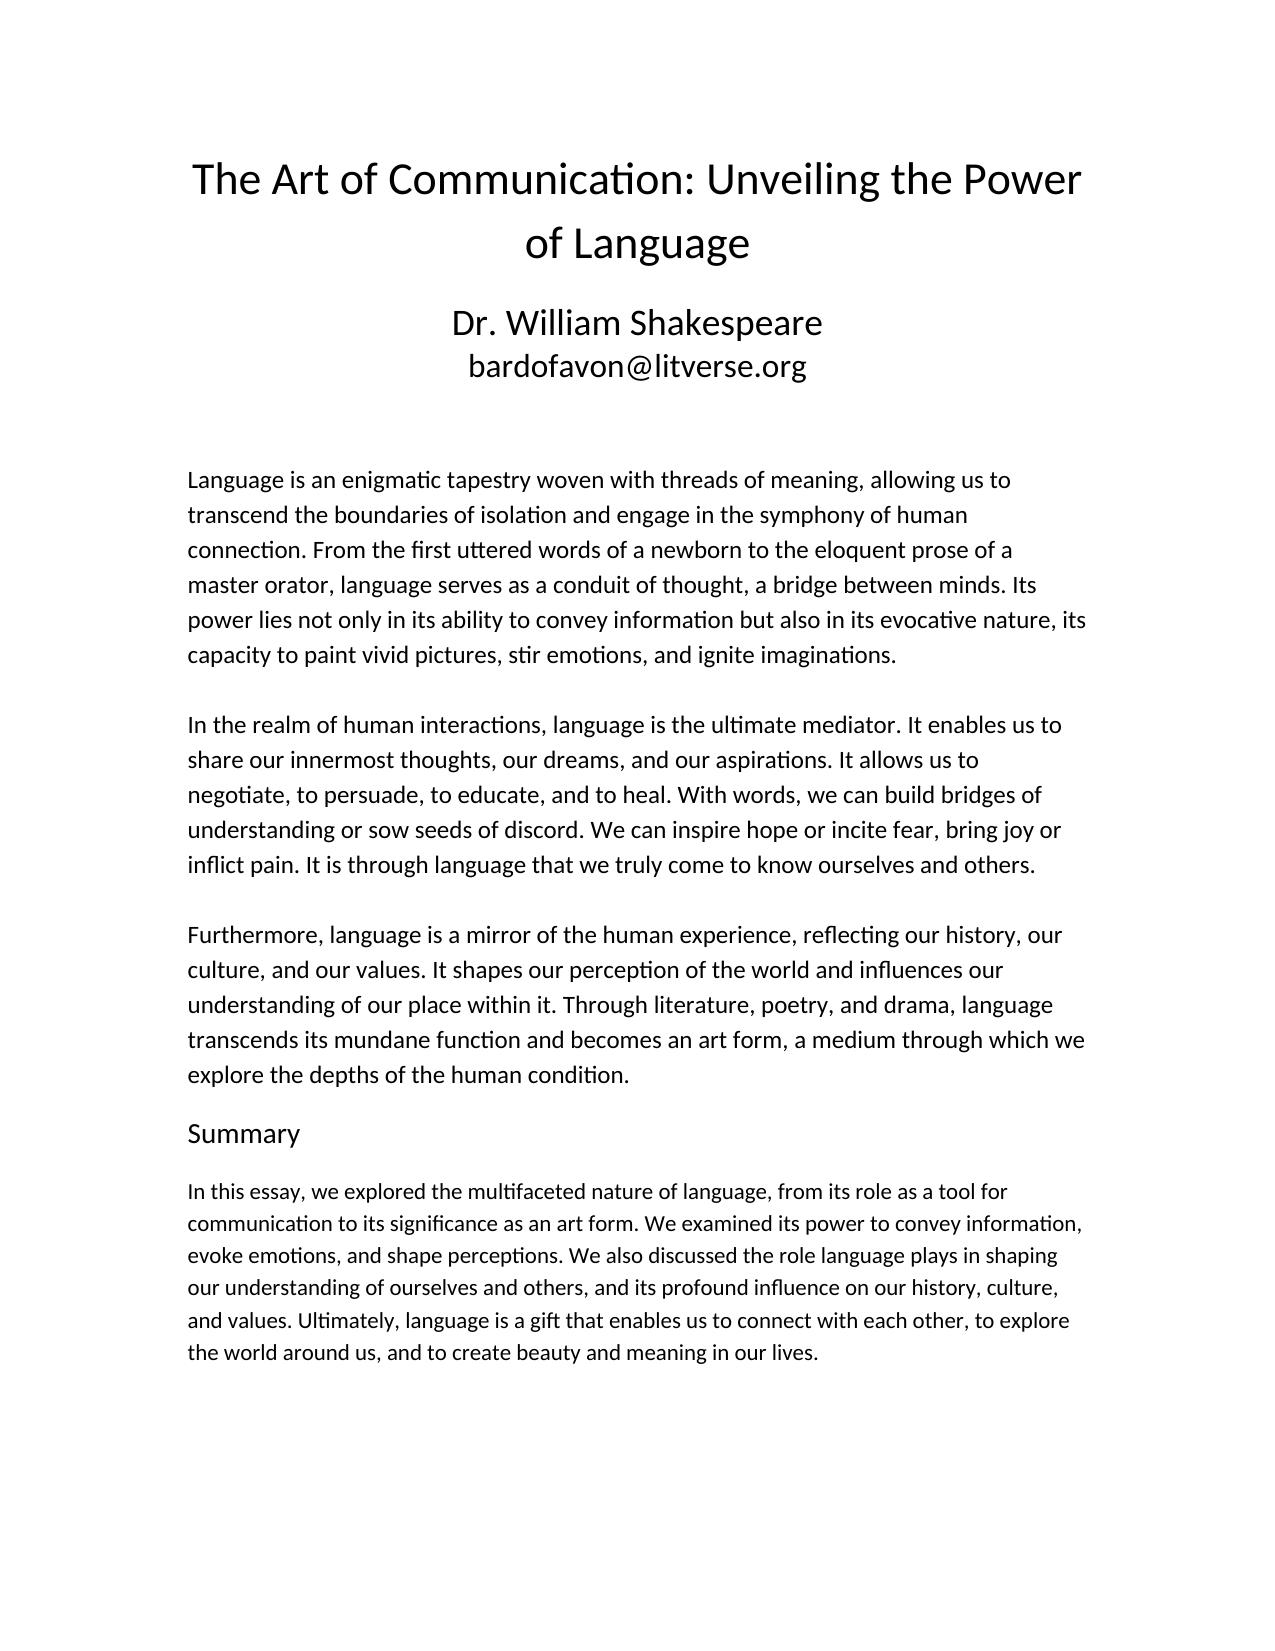 The Art of Communication: Unveiling the Power
of Language
Dr. William Shakespeare
bardofavon@litverse.org
Language is an enigmatic tapestry woven with threads of meaning, allowing us to
transcend the boundaries of isolation and engage in the symphony of human
connection. From the first uttered words of a newborn to the eloquent prose of a
master orator, language serves as a conduit of thought, a bridge between minds. Its
power lies not only in its ability to convey information but also in its evocative nature, its
capacity to paint vivid pictures, stir emotions, and ignite imaginations.
In the realm of human interactions, language is the ultimate mediator. It enables us to
share our innermost thoughts, our dreams, and our aspirations. It allows us to
negotiate, to persuade, to educate, and to heal. With words, we can build bridges of
understanding or sow seeds of discord. We can inspire hope or incite fear, bring joy or
inflict pain. It is through language that we truly come to know ourselves and others.
Furthermore, language is a mirror of the human experience, reflecting our history, our
culture, and our values. It shapes our perception of the world and influences our
understanding of our place within it. Through literature, poetry, and drama, language
transcends its mundane function and becomes an art form, a medium through which we
explore the depths of the human condition.
Summary
In this essay, we explored the multifaceted nature of language, from its role as a tool for
communication to its significance as an art form. We examined its power to convey information,
evoke emotions, and shape perceptions. We also discussed the role language plays in shaping
our understanding of ourselves and others, and its profound influence on our history, culture,
and values. Ultimately, language is a gift that enables us to connect with each other, to explore
the world around us, and to create beauty and meaning in our lives.